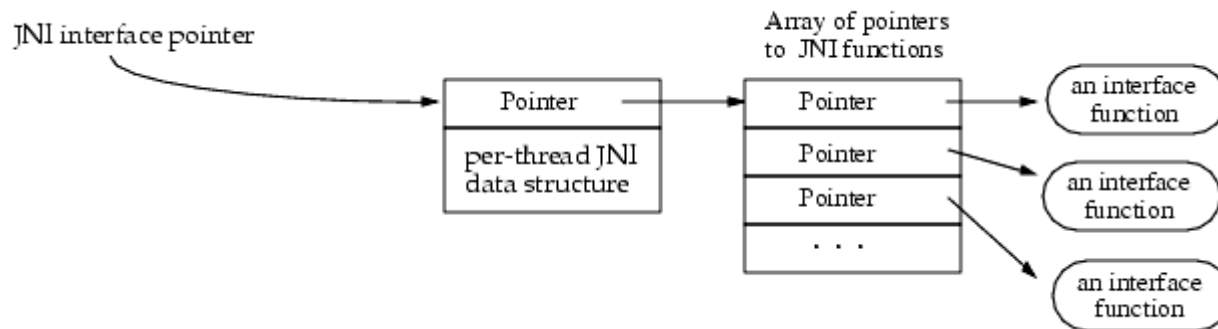 JNI interface pointer
Array of pointers
to JNI functions
Pointer
per-thread JNI
data structure
Pointer
Pointer
Pointer
. . .
an interface
function
an interface
function
an interface
function